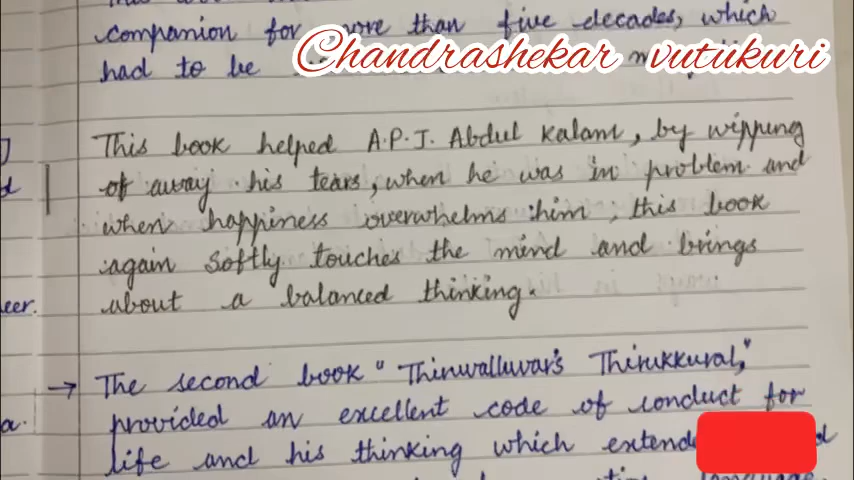 companion for more than five decades, which
Chandrashekar vutukuri
had to be
This book helped A.P.J. Abdul Kalam, by wipping
of away his tears, when he was in problem and
when happiness overwhelms him, this book
again softly touches the mind and brings
about a balanced thinking.
eer.
→ The second book "Thiruvalluvar's Thirukkural,"
provided an excellent code of conduct for
a.
life and his thinking which extend